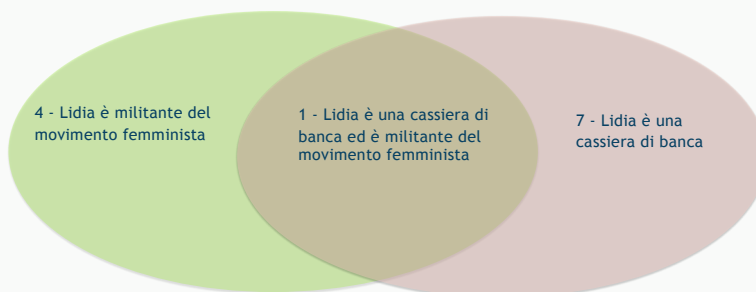 4 - Lidia è militante del
movimento femminista
1 - Lidia è una cassiera di
banca ed è militante del
movimento femminista
7 - Lidia è una
cassiera di banca